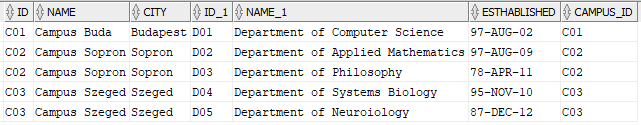 ID NAME CITY ID_1 NAME_1 ESTHABLISHED CAMPUS_ID
C01 Campus Buda Budapest D01 Department of Computer Science 97-AUG-02 C01
C02 Campus Sopron Sopron D02 Department of Applied Mathematics 97-AUG-09 C02
C02 Campus Sopron Sopron D03 Department of Philosophy 78-APR-11 C02
C03 Campus Szeged Szeged D04 Department of Systems Biology 95-NOV-10 C03
C03 Campus Szeged Szeged D05 Department of Neuroiology 87-DEC-12 C03